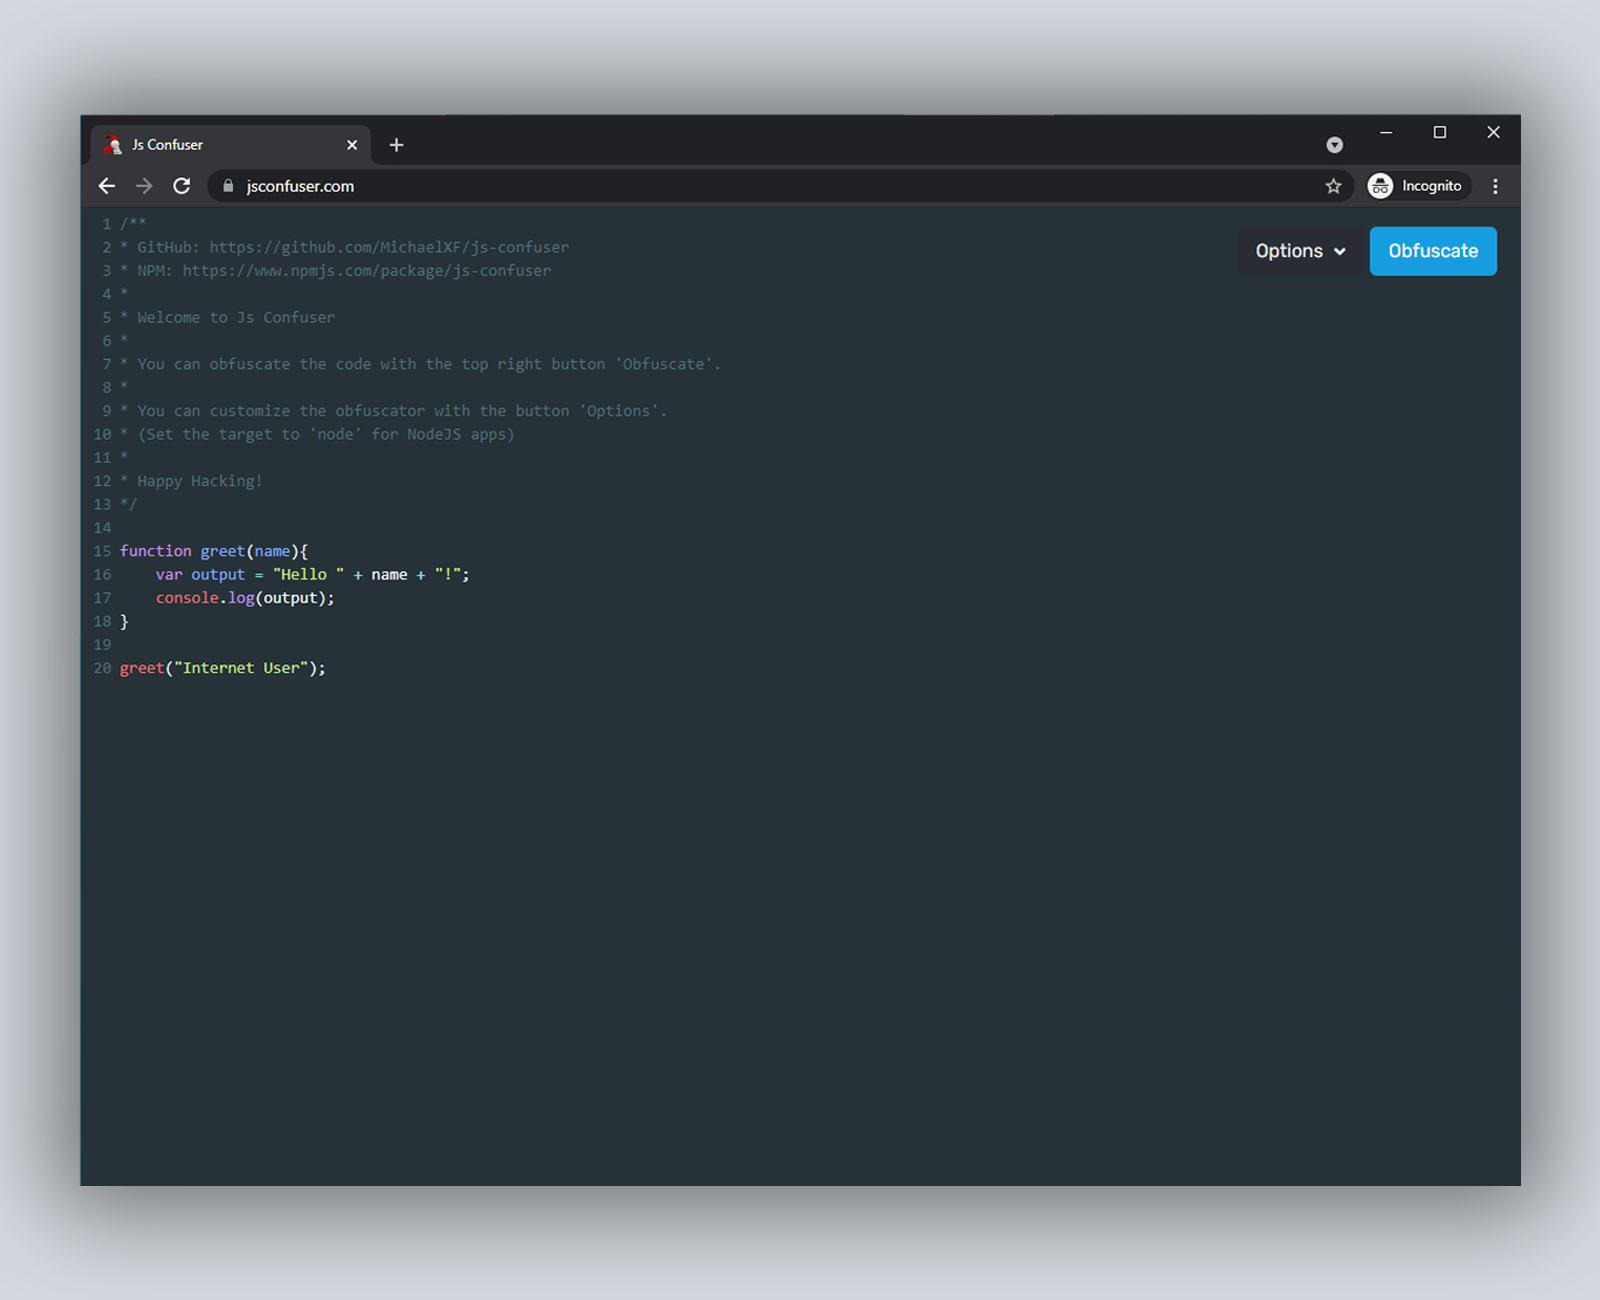 Js Confuser
jsconfuser.com
Incognito
Options
Obfuscate
1 /**
2 * GitHub: https://github.com/MichaelXF/js-confuser
3 * NPM: https://www.npmjs.com/package/js-confuser
4 *
5 * Welcome to Js Confuser
6 *
7 * You can obfuscate the code with the top right button 'Obfuscate'.
8 *
9 * You can customize the obfuscator with the button 'Options'.
10 * (Set the target to 'node' for NodeJS apps)
11 *
12 * Happy Hacking!
13 */
14
15 function greet(name){
16     var output = "Hello " + name + "!";
17     console.log(output);
18 }
19
20 greet("Internet User");